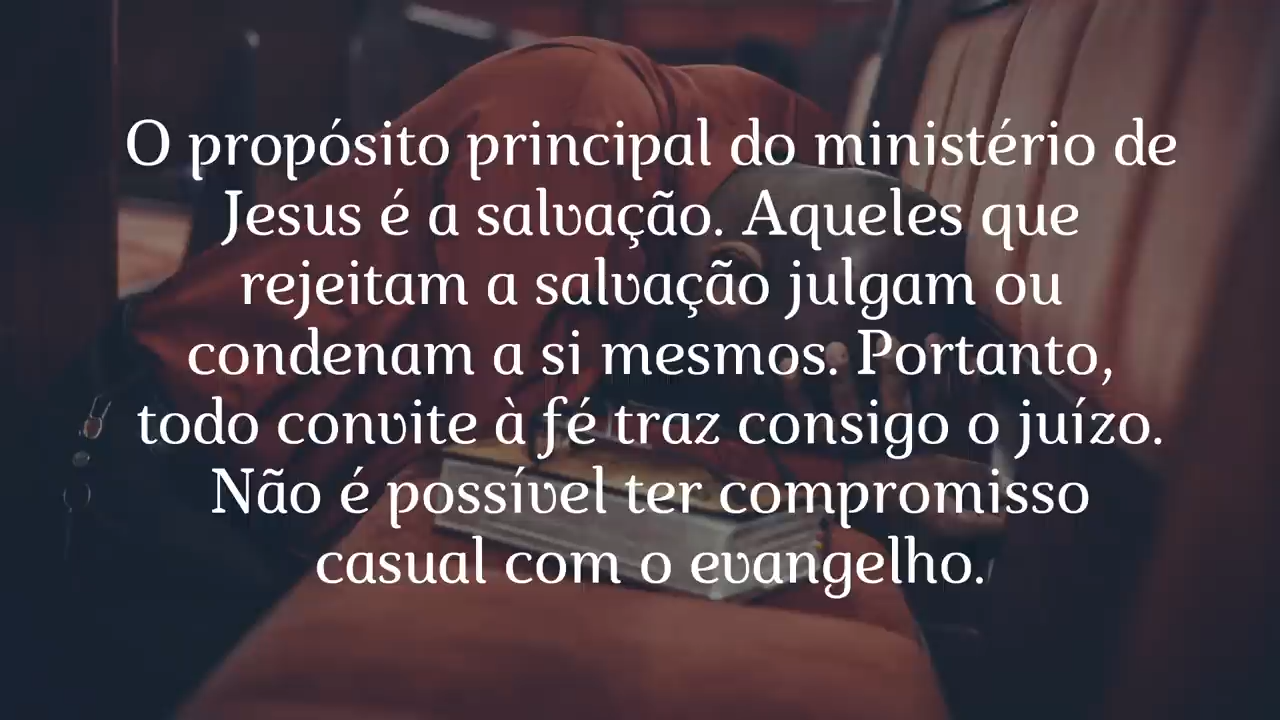 O propósito principal do ministério de
Jesus é a salvação. Aqueles que
rejeitam a salvação julgam ou
condenam a si mesmos. Portanto,
todo convite à fé traz consigo o juízo.
Não é possível ter compromisso
casual com o evangelho.